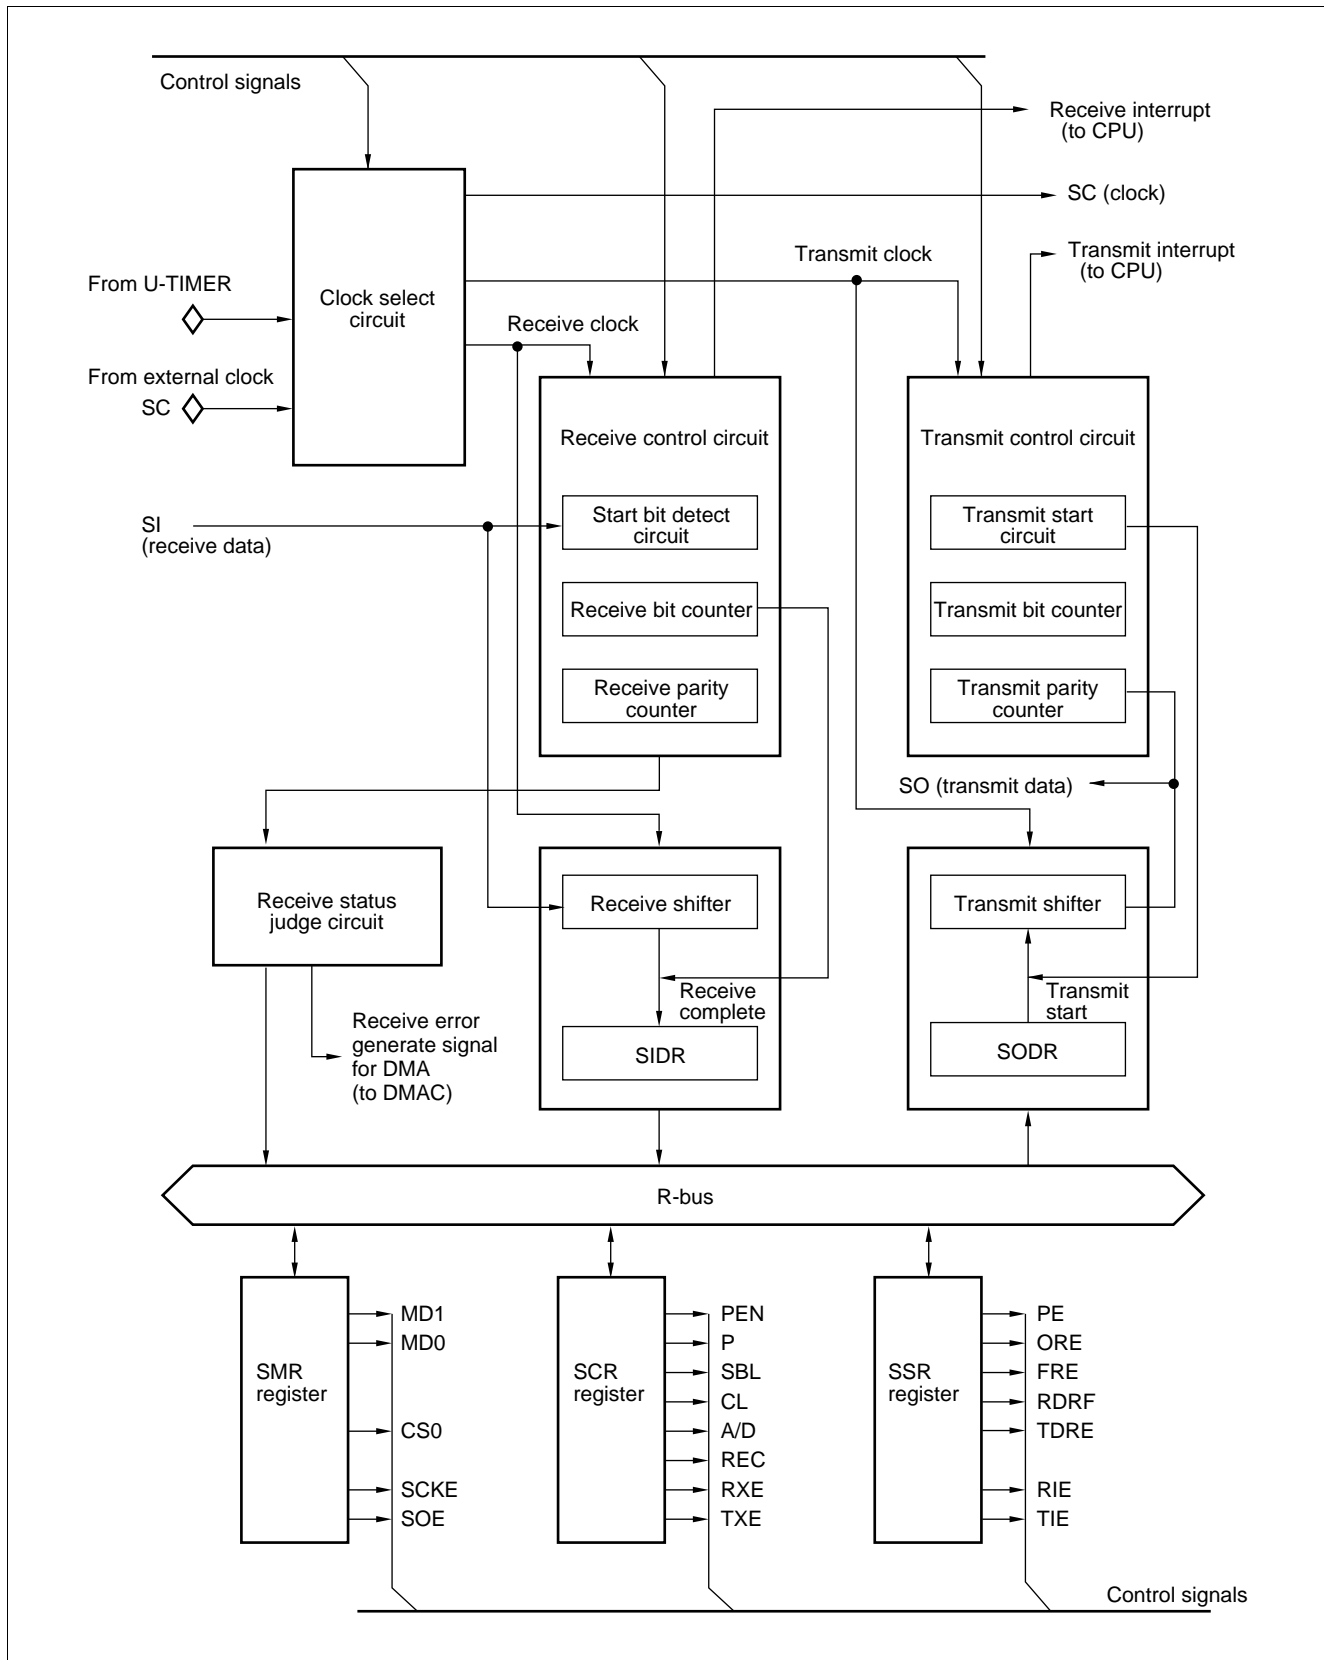 Control signals
Receive interrupt
(to CPU)
SC (clock)
Transmit clock
Transmit interrupt
(to CPU)
From U-TIMER
Clock select
circuit
Receive clock
From external clock
SC
Receive control circuit
Transmit control circuit
SI
(receive data)
Start bit detect
circuit
Transmit start
circuit
Receive bit counter
Transmit bit counter
Receive parity
counter
Transmit parity
counter
SO (transmit data)
Receive status
judge circuit
Receive shifter
Transmit shifter
Receive
complete
Transmit
start
Receive error
generate signal
for DMA
(to DMAC)
SIDR
SODR
R-bus
SMR
register
MD1
MD0
CS0
SCKE
SOE
SCR
register
PEN
P
SBL
CL
A/D
REC
RXE
TXE
SSR
register
PE
ORE
FRE
RDRF
TDRE
RIE
TIE
Control signals